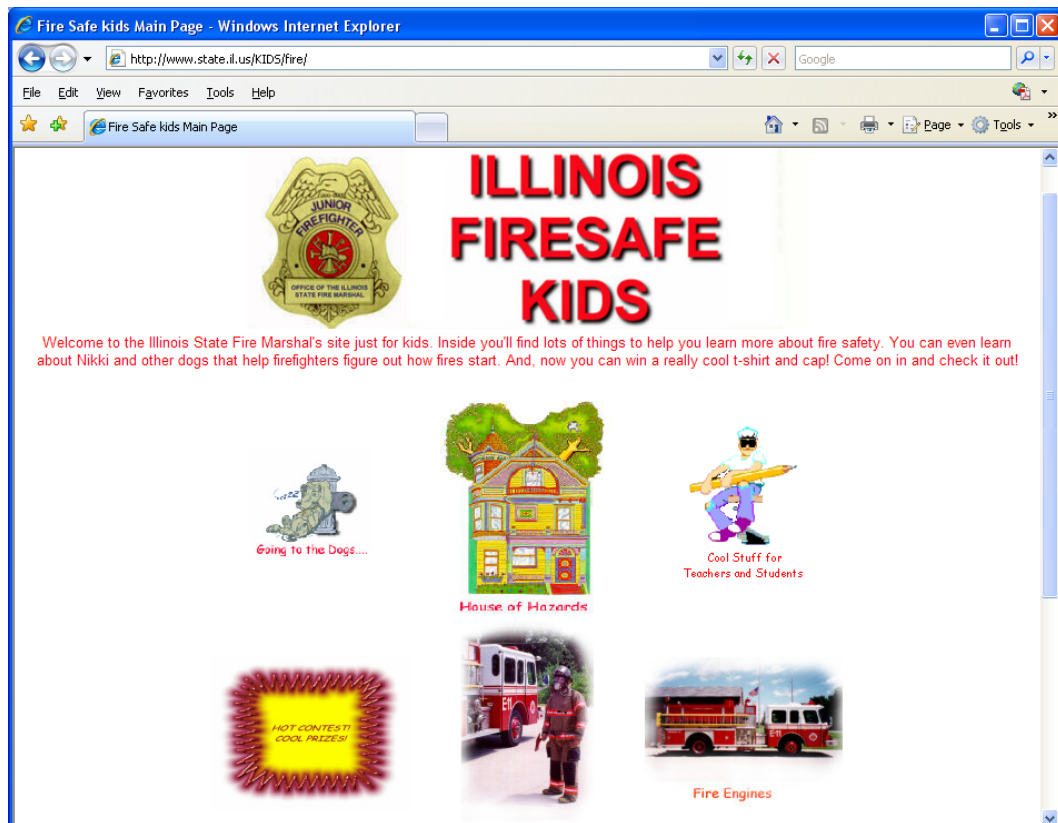 Fire Safe kids Main Page - Windows Internet Explorer
http://www.state.il.us/KIDS/fire/
Google
File Edit View Favorites Tools Help
Fire Safe kids Main Page
Page Tools
JUNIOR
FIREFIGHTER
OFFICE OF THE ILLINOIS
STATE FIRE MARSHAL
ILLINOIS
FIRESAFE
KIDS
Welcome to the Illinois State Fire Marshal's site just for kids. Inside you'll find lots of things to help you learn more about fire safety. You can even learn
about Nikki and other dogs that help firefighters figure out how fires start. And, now you can win a really cool t-shirt and cap! Come on in and check it out!
Going to the Dogs....
House of Hazards
Cool Stuff for
Teachers and Students
HOT CONTEST!
COOL PRIZES!
E-11
E-11
Fire Engines